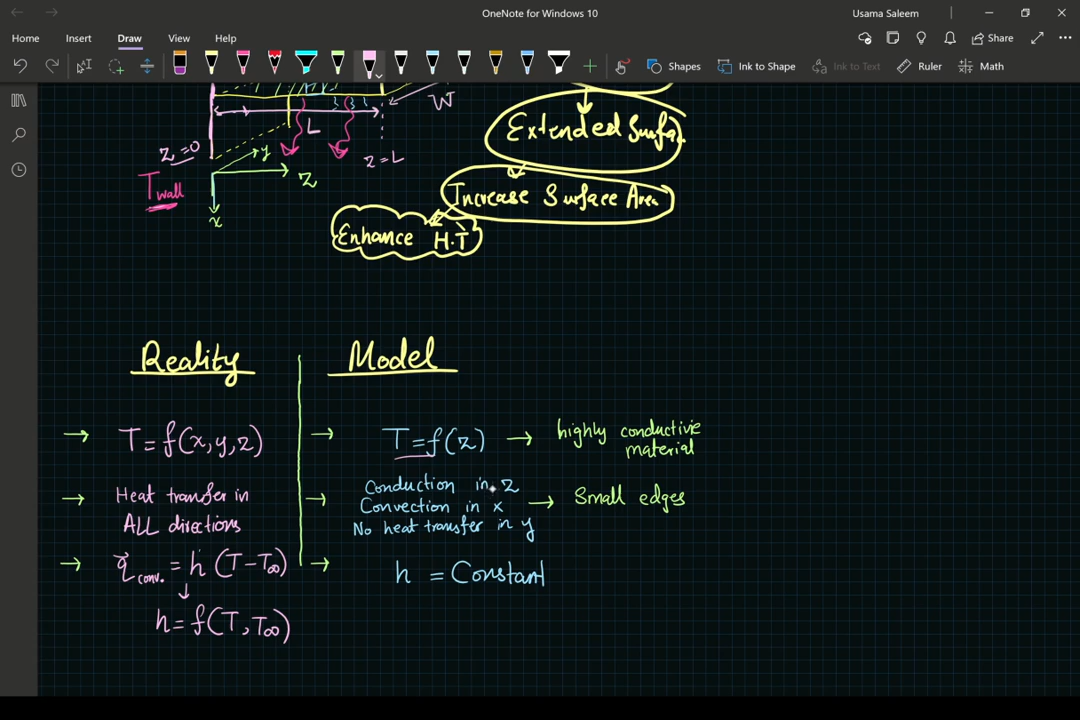 OneNote for Windows 10
Usama Saleem
Home Insert Draw View Help
Share
Shapes
Ink to Shape
Ink to Text
Ruler
Math
W
L
z=0
y
z=L
z
Twall
x
Extended Surfac
Increase Surface Area
Enhance H.T
Reality
Model
→ T=f(x,y,z)
→ T=f(z) → highly conductive
material
→ Heat transfer in
ALL directions
→ Conduction in z
Convection in x
No heat transfer in y
→ Small edges
→ q conv. = h (T-T∞)
↓
h=f(T,T∞)
→ h = Constant